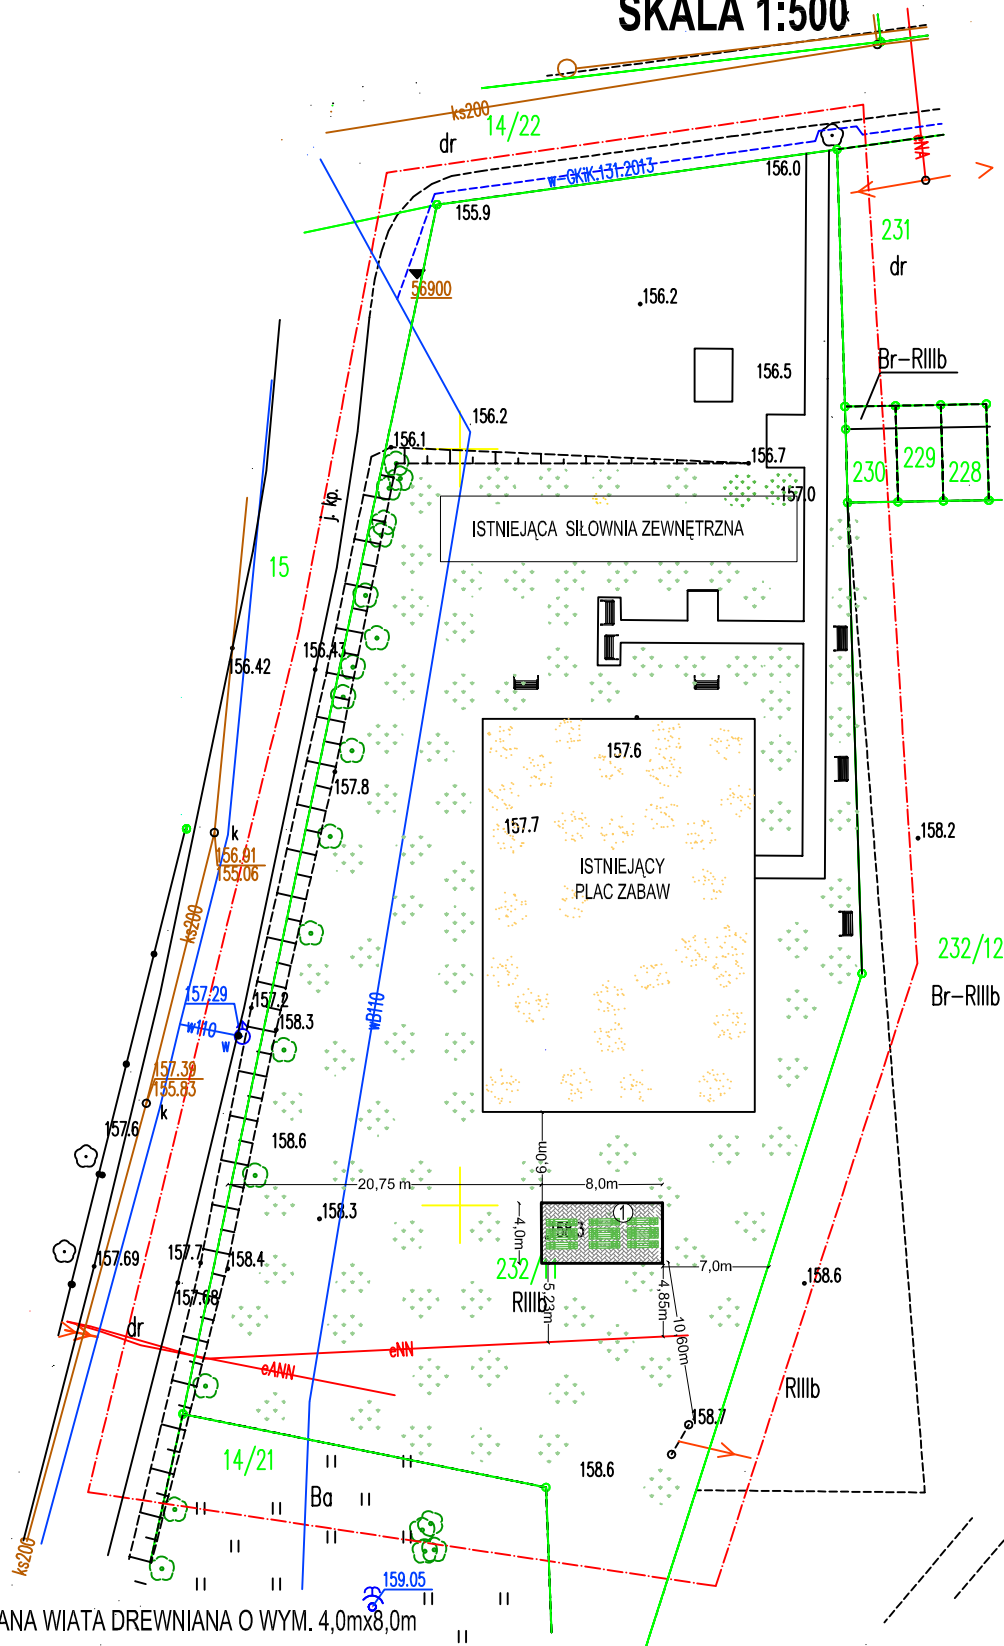 SKALA 1:500
k
ks200
14/22
dr
eNA
w-GKiK.131.2013
156.0
155.9
231
dr
56900
156.2
Br-RIIIb
156.5
156.2
156.1
156.7
230
229
228
157.0
j. kp.
ISTNIEJĄCA SIŁOWNIA ZEWNĘTRZNA
15
156.43
156.42
157.6
157.8
157.7
158.2
k
156.91
155.06
ISTNIEJĄCY
PLAC ZABAW
ks200
232/12
Br-RIIIb
157.29
157.2
w110
wB110
w
158.3
157.39
155.83
k
157.6
158.6
6,0m
20,75 m
8,0m
158.3
1
4,0m
157.69
157.7
158.4
232/11
7,0m
158.6
157.68
RIIIb
5,23m
4,85m
10,60m
dr
eNN
eANN
RIIIb
158.7
14/21
158.6
Ba
ks200
159.05
ANA WIATA DREWNIANA O WYM. 4,0mx8,0m